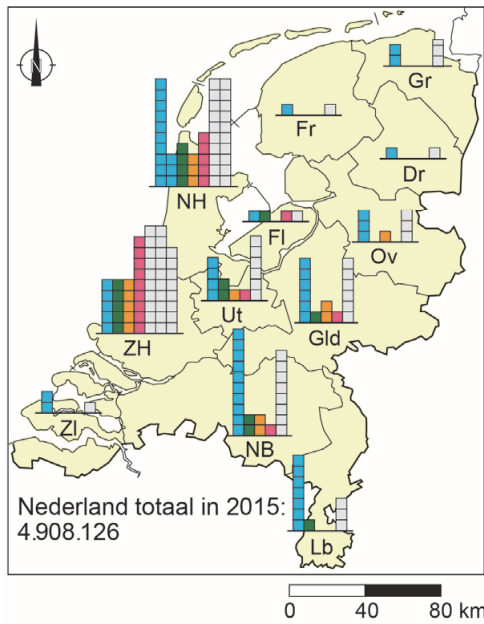 N
Gr
Fr
Dr
NH
Fl
Ov
Ut
Gld
ZH
Zl
NB
Nederland totaal in 2015:
4.908.126
Lb
0 40 80 km